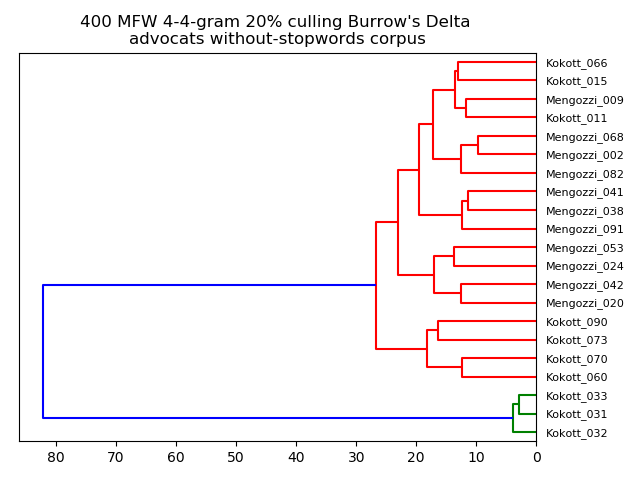 400 MFW 4-4-gram 20% culling Burrow's Delta
advocats without-stopwords corpus
Kokott_066
Kokott_015
Mengozzi_009
Kokott_011
Mengozzi_068
Mengozzi_002
Mengozzi_082
Mengozzi_041
Mengozzi_038
Mengozzi_091
Mengozzi_053
Mengozzi_024
Mengozzi_042
Mengozzi_020
Kokott_090
Kokott_073
Kokott_070
Kokott_060
Kokott_033
Kokott_031
Kokott_032
80 70 60 50 40 30 20 10 0